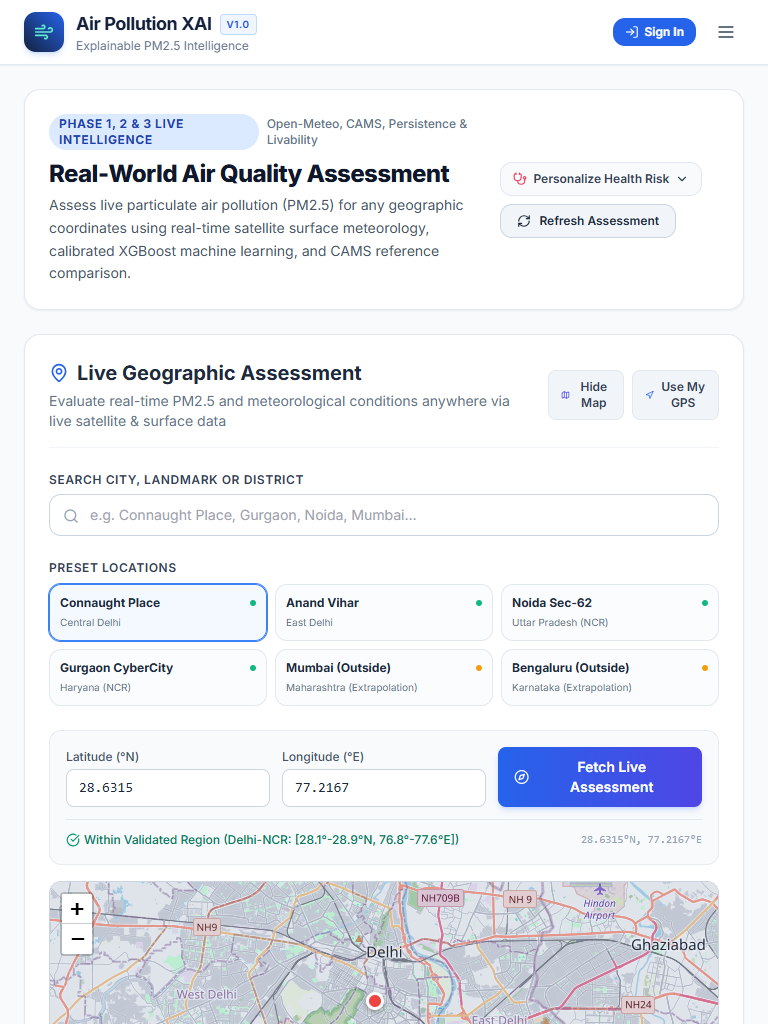 Air Pollution XAI
V1.0
Explainable PM2.5 Intelligence
Sign In
PHASE 1, 2 & 3 LIVE
INTELLIGENCE
Open-Meteo, CAMS, Persistence &
Livability
Real-World Air Quality Assessment
Assess live particulate air pollution (PM2.5) for any geographic
coordinates using real-time satellite surface meteorology,
calibrated XGBoost machine learning, and CAMS reference
comparison.
Personalize Health Risk
Refresh Assessment
Live Geographic Assessment
Evaluate real-time PM2.5 and meteorological conditions anywhere via
live satellite & surface data
Hide
Map
Use My
GPS
SEARCH CITY, LANDMARK OR DISTRICT
e.g. Connaught Place, Gurgaon, Noida, Mumbai...
PRESET LOCATIONS
Connaught Place
Central Delhi
Anand Vihar
East Delhi
Noida Sec-62
Uttar Pradesh (NCR)
Gurgaon CyberCity
Haryana (NCR)
Mumbai (Outside)
Maharashtra (Extrapolation)
Bengaluru (Outside)
Karnataka (Extrapolation)
Latitude (°N)
28.6315
Longitude (°E)
77.2167
Fetch Live
Assessment
Within Validated Region (Delhi-NCR: [28.1°-28.9°N, 76.8°-77.6°E])
28.6315°N, 77.2167°E
+
−
NH709B
NH 9
Hindon
Airport
NH9
Delhi
Ghaziabad
West Delhi
NH24
East Delhi